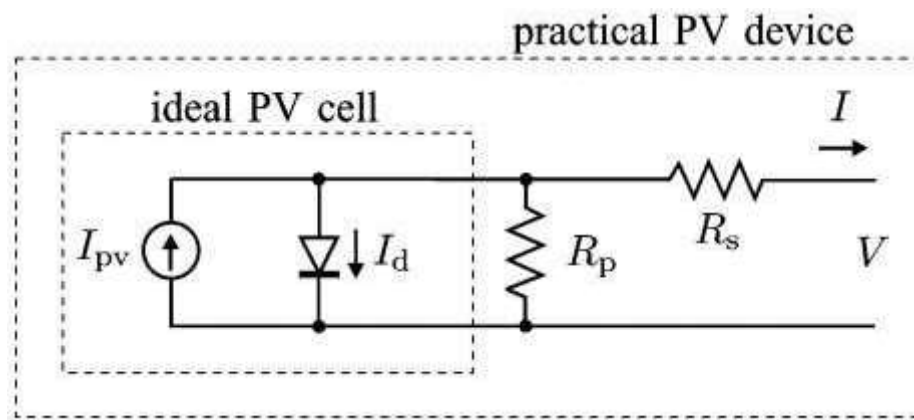 practical PV device
ideal PV cell
I
I_pv
I_d
R_p
R_s
V